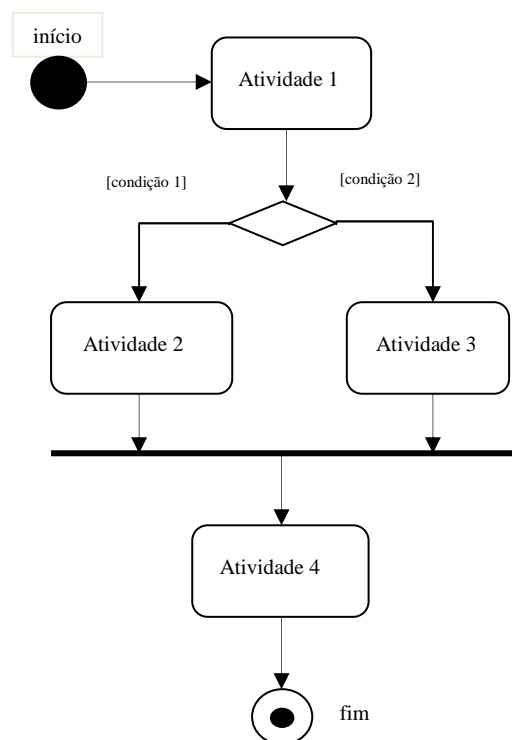 início
Atividade 1
[condição 1]
[condição 2]
Atividade 2
Atividade 3
Atividade 4
fim